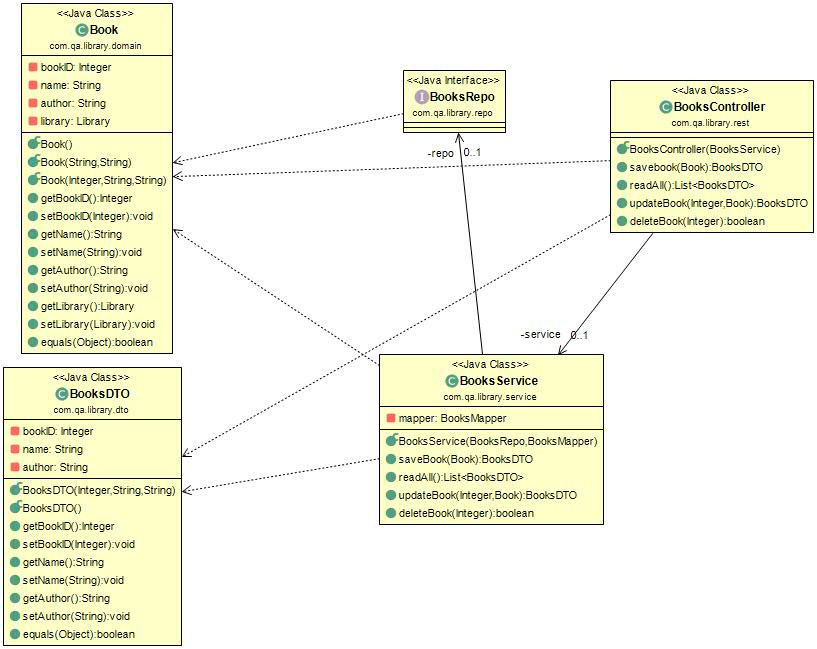 <<Java Class>>
Book
com.qa.library.domain
bookID: Integer
name: String
author: String
library: Library
Book()
Book(String,String)
Book(Integer,String,String)
getBookID():Integer
setBookID(Integer):void
getName():String
setName(String):void
getAuthor():String
setAuthor(String):void
getLibrary():Library
setLibrary(Library):void
equals(Object):boolean
<<Java Interface>>
BooksRepo
com.qa.library.repo
-repo 0..1
<<Java Class>>
BooksController
com.qa.library.rest
BooksController(BooksService)
savebook(Book):BooksDTO
readAll():List<BooksDTO>
updateBook(Integer,Book):BooksDTO
deleteBook(Integer):boolean
-service 0..1
<<Java Class>>
BooksDTO
com.qa.library.dto
bookID: Integer
name: String
author: String
BooksDTO(Integer,String,String)
BooksDTO()
getBookID():Integer
setBookID(Integer):void
getName():String
setName(String):void
getAuthor():String
setAuthor(String):void
equals(Object):boolean
<<Java Class>>
BooksService
com.qa.library.service
mapper: BooksMapper
BooksService(BooksRepo,BooksMapper)
saveBook(Book):BooksDTO
readAll():List<BooksDTO>
updateBook(Integer,Book):BooksDTO
deleteBook(Integer):boolean